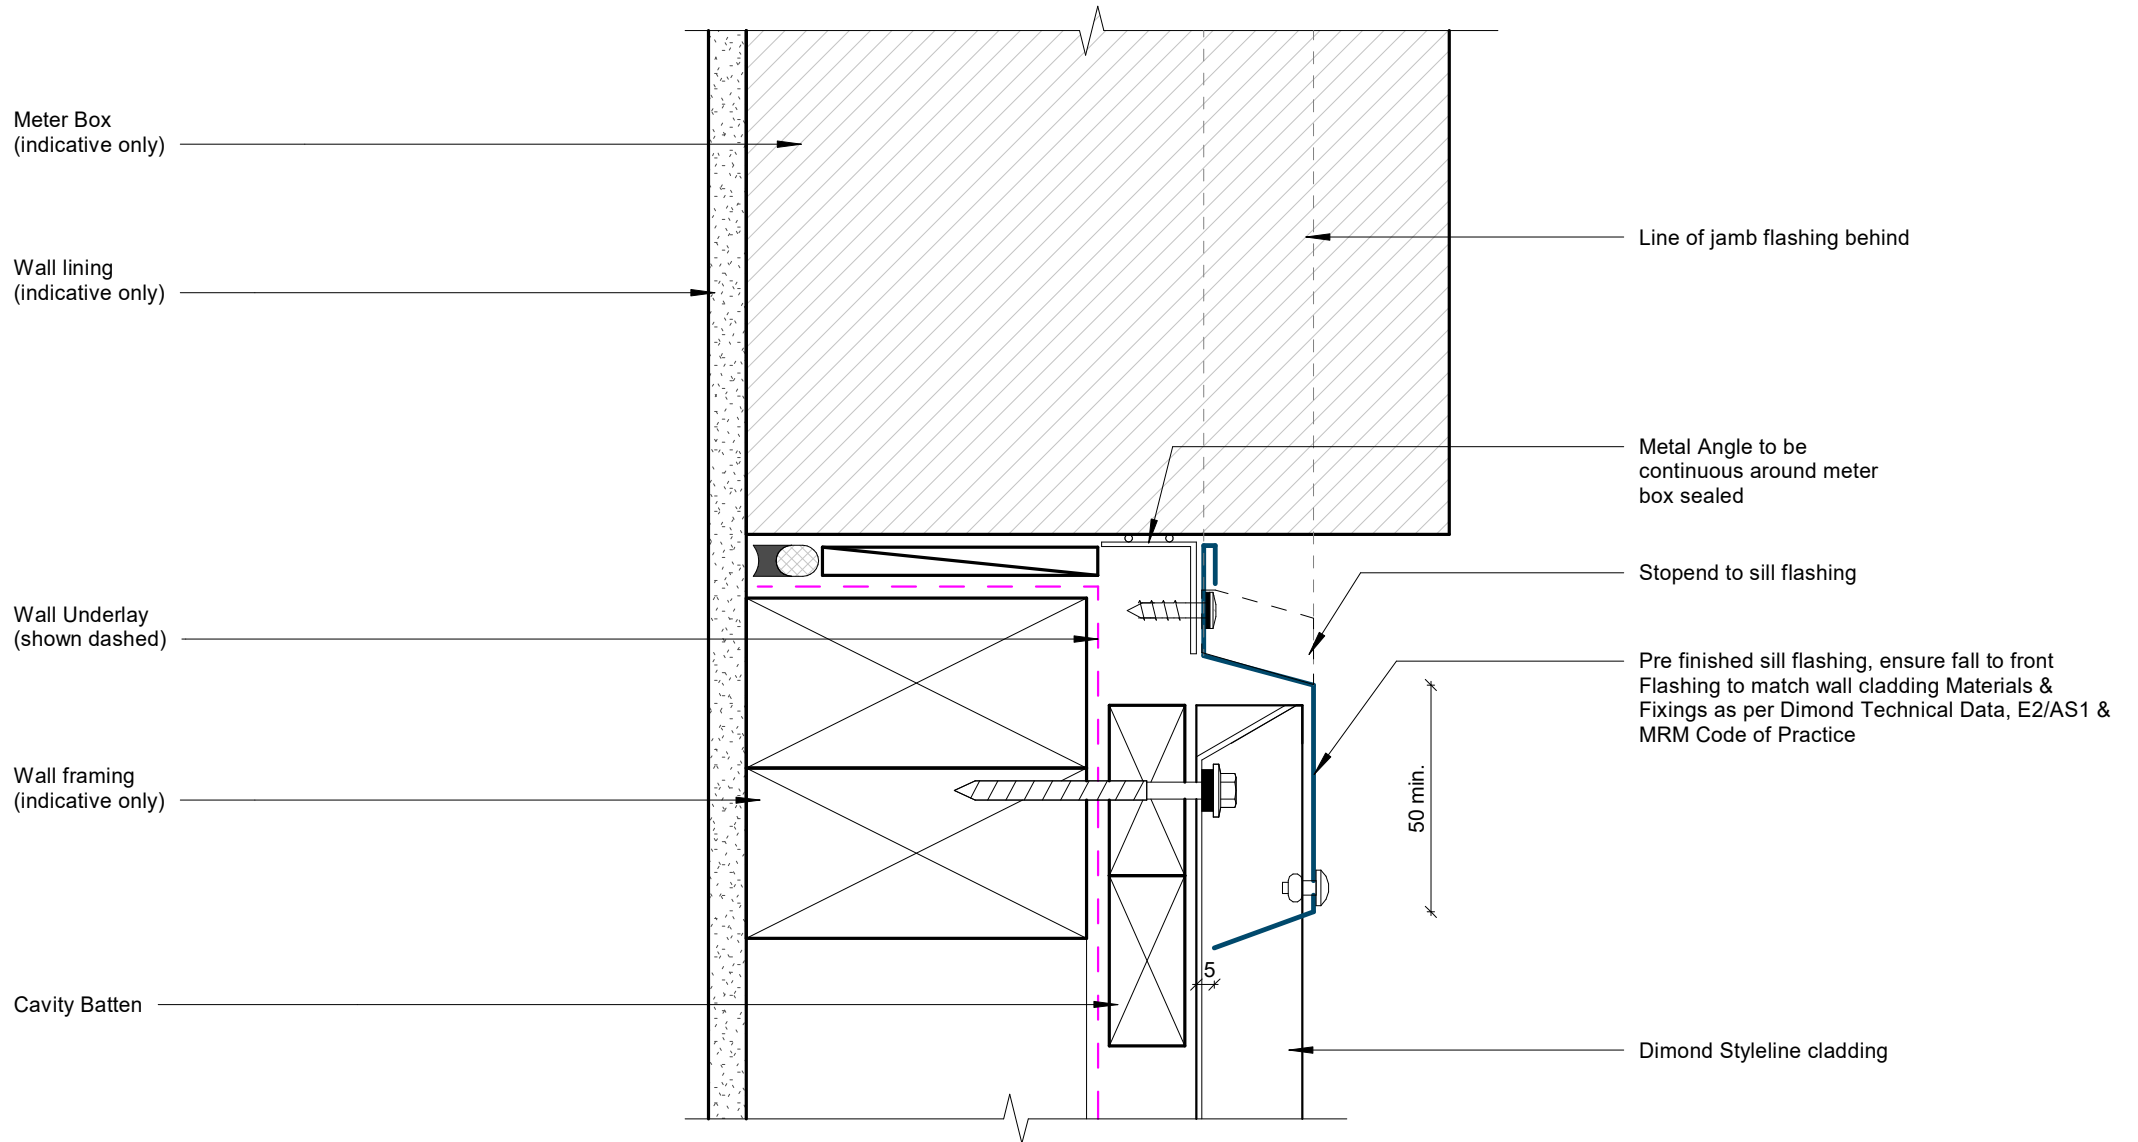 Meter Box
(indicative only)
Wall lining
(indicative only)
Wall Underlay
(shown dashed)
Wall framing
(indicative only)
Cavity Batten
Line of jamb flashing behind
Metal Angle to be
continuous around meter
box sealed
Stopend to sill flashing
Pre finished sill flashing, ensure fall to front
Flashing to match wall cladding Materials &
Fixings as per Dimond Technical Data, E2/AS1 &
MRM Code of Practice
50 min.
5
Dimond Styleline cladding